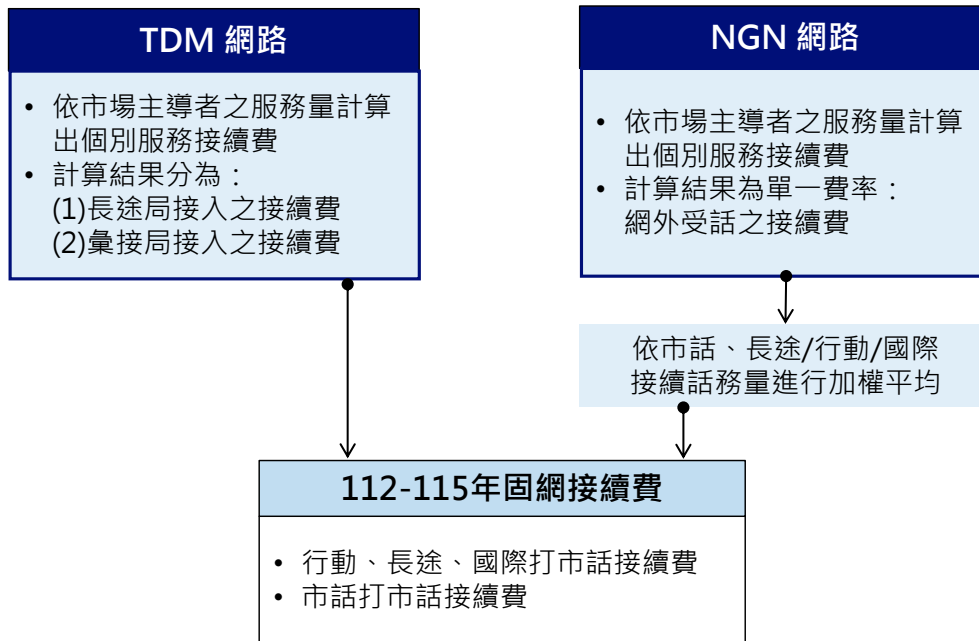 TDM 網路
• 依市場主導者之服務量計算
出個別服務接續費
• 計算結果分為：
(1)長途局接入之接續費
(2)彙接局接入之接續費
NGN 網路
• 依市場主導者之服務量計算
出個別服務接續費
• 計算結果為單一費率：
網外受話之接續費
依市話、長途/行動/國際
接續話務量進行加權平均
112-115年固網接續費
• 行動、長途、國際打市話接續費
• 市話打市話接續費